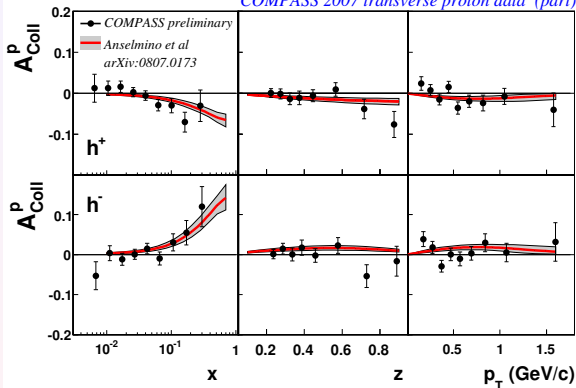 COMPASS 2007 transverse proton data (part)
A^p_Coll
0.2
0.1
0
-0.1
COMPASS preliminary
Anselmino et al
arXiv:0807.0173
h+
A^p_Coll
0.1
0
-0.1
-0.2
h-
10^-2 10^-1 1 0.2 0.4 0.6 0.8 0.5 1 1.5
x z p_T (GeV/c)